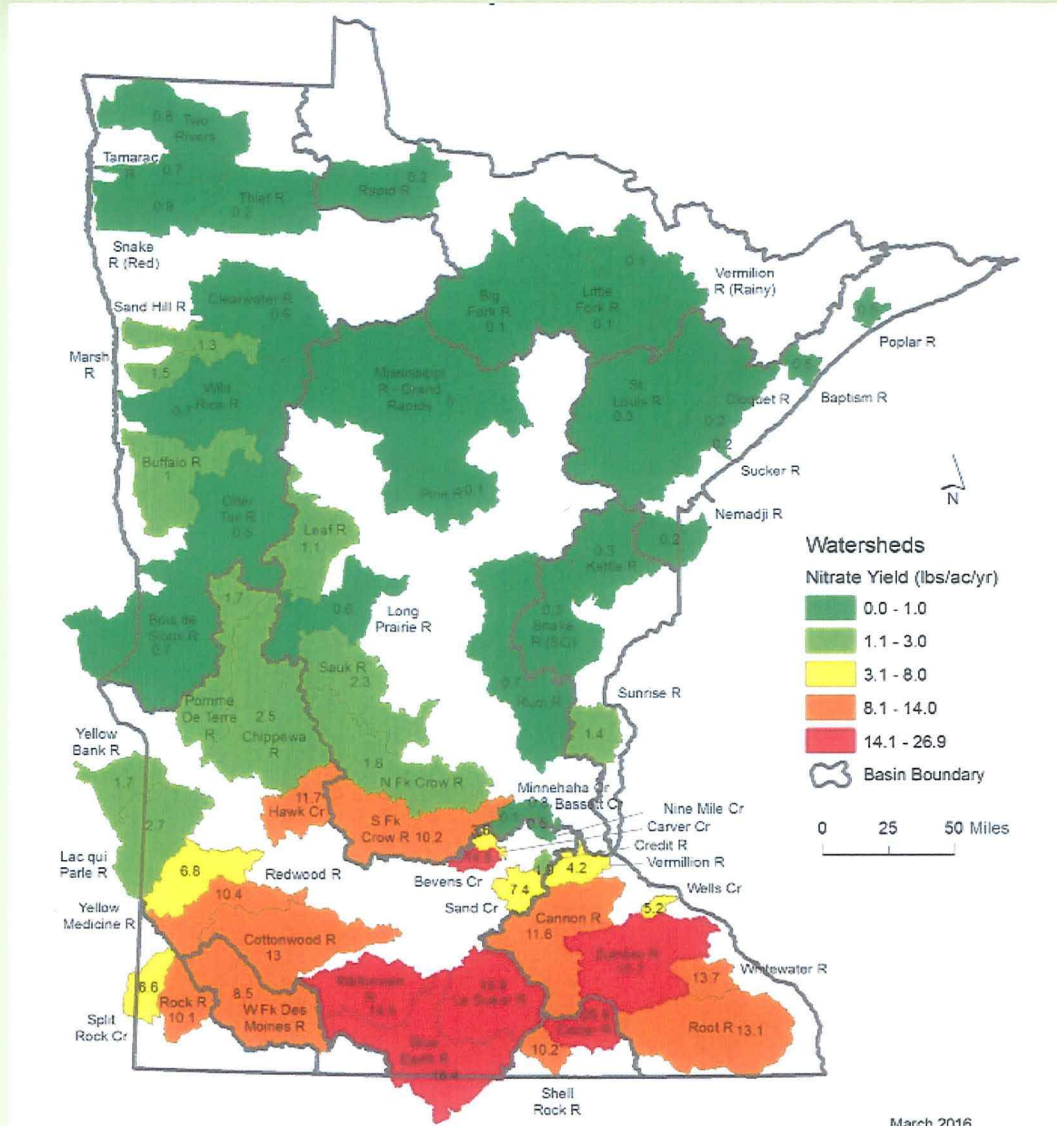 0.8 Two
Rivers
Tamarac
R
0.7
Thief R
0.2
0.9
Rapid R
0.2
Snake
R (Red)
Sand Hill R
Clearwater R
1.3
Marsh
R
1.5
Wild
Rice R
0.7
Big
Fork R
0.1
Little
Fork R
0.1
0.1
Vermilion
R (Rainy)
Poplar R
Baptism R
Mississippi
R - Grand
Rapids
St.
Louis R
0.3
Cloquet R
0.2
0.2
Sucker R
N
Buffalo R
1
Otter
Tail R
0.5
Pine R 0.1
Nemadji R
0.2
Leaf R
1.1
0.3
Kettle R
Watersheds
Nitrate Yield (lbs/ac/yr)
0.0 - 1.0
1.1 - 3.0
3.1 - 8.0
8.1 - 14.0
14.1 - 26.9
Basin Boundary
0 25 50 Miles
1.7
0.6
Long
Prairie R
Bois de
Sioux R
0.7
Snake
R (SC)
Sauk R
2.3
0.7
Rum R
Sunrise R
1.4
Pomme
De Terre
R
2.5
Chippewa
R
Yellow
Bank R
1.7
1.6
N Fk Crow R
2.7
11.7
Hawk Cr
S Fk
Crow R 10.2
Minnehaha Cr
Bassett Cr
Nine Mile Cr
Carver Cr
Credit R
Vermillion R
Wells Cr
Lac qui
Parle R
6.8
Redwood R
Bevens Cr
Sand Cr
7.4
1.9
4.2
5.2
Yellow
Medicine R
10.4
Cottonwood R
13
Cannon R
11.6
Whitewater R
13.7
6.6
Split
Rock Cr
Rock R
10.1
8.5
W Fk Des
Moines R
Watonwan
R
Le Sueur R
Blue
Earth R
Cedar R
10.2
Root R 13.1
Shell
Rock R
March 2016